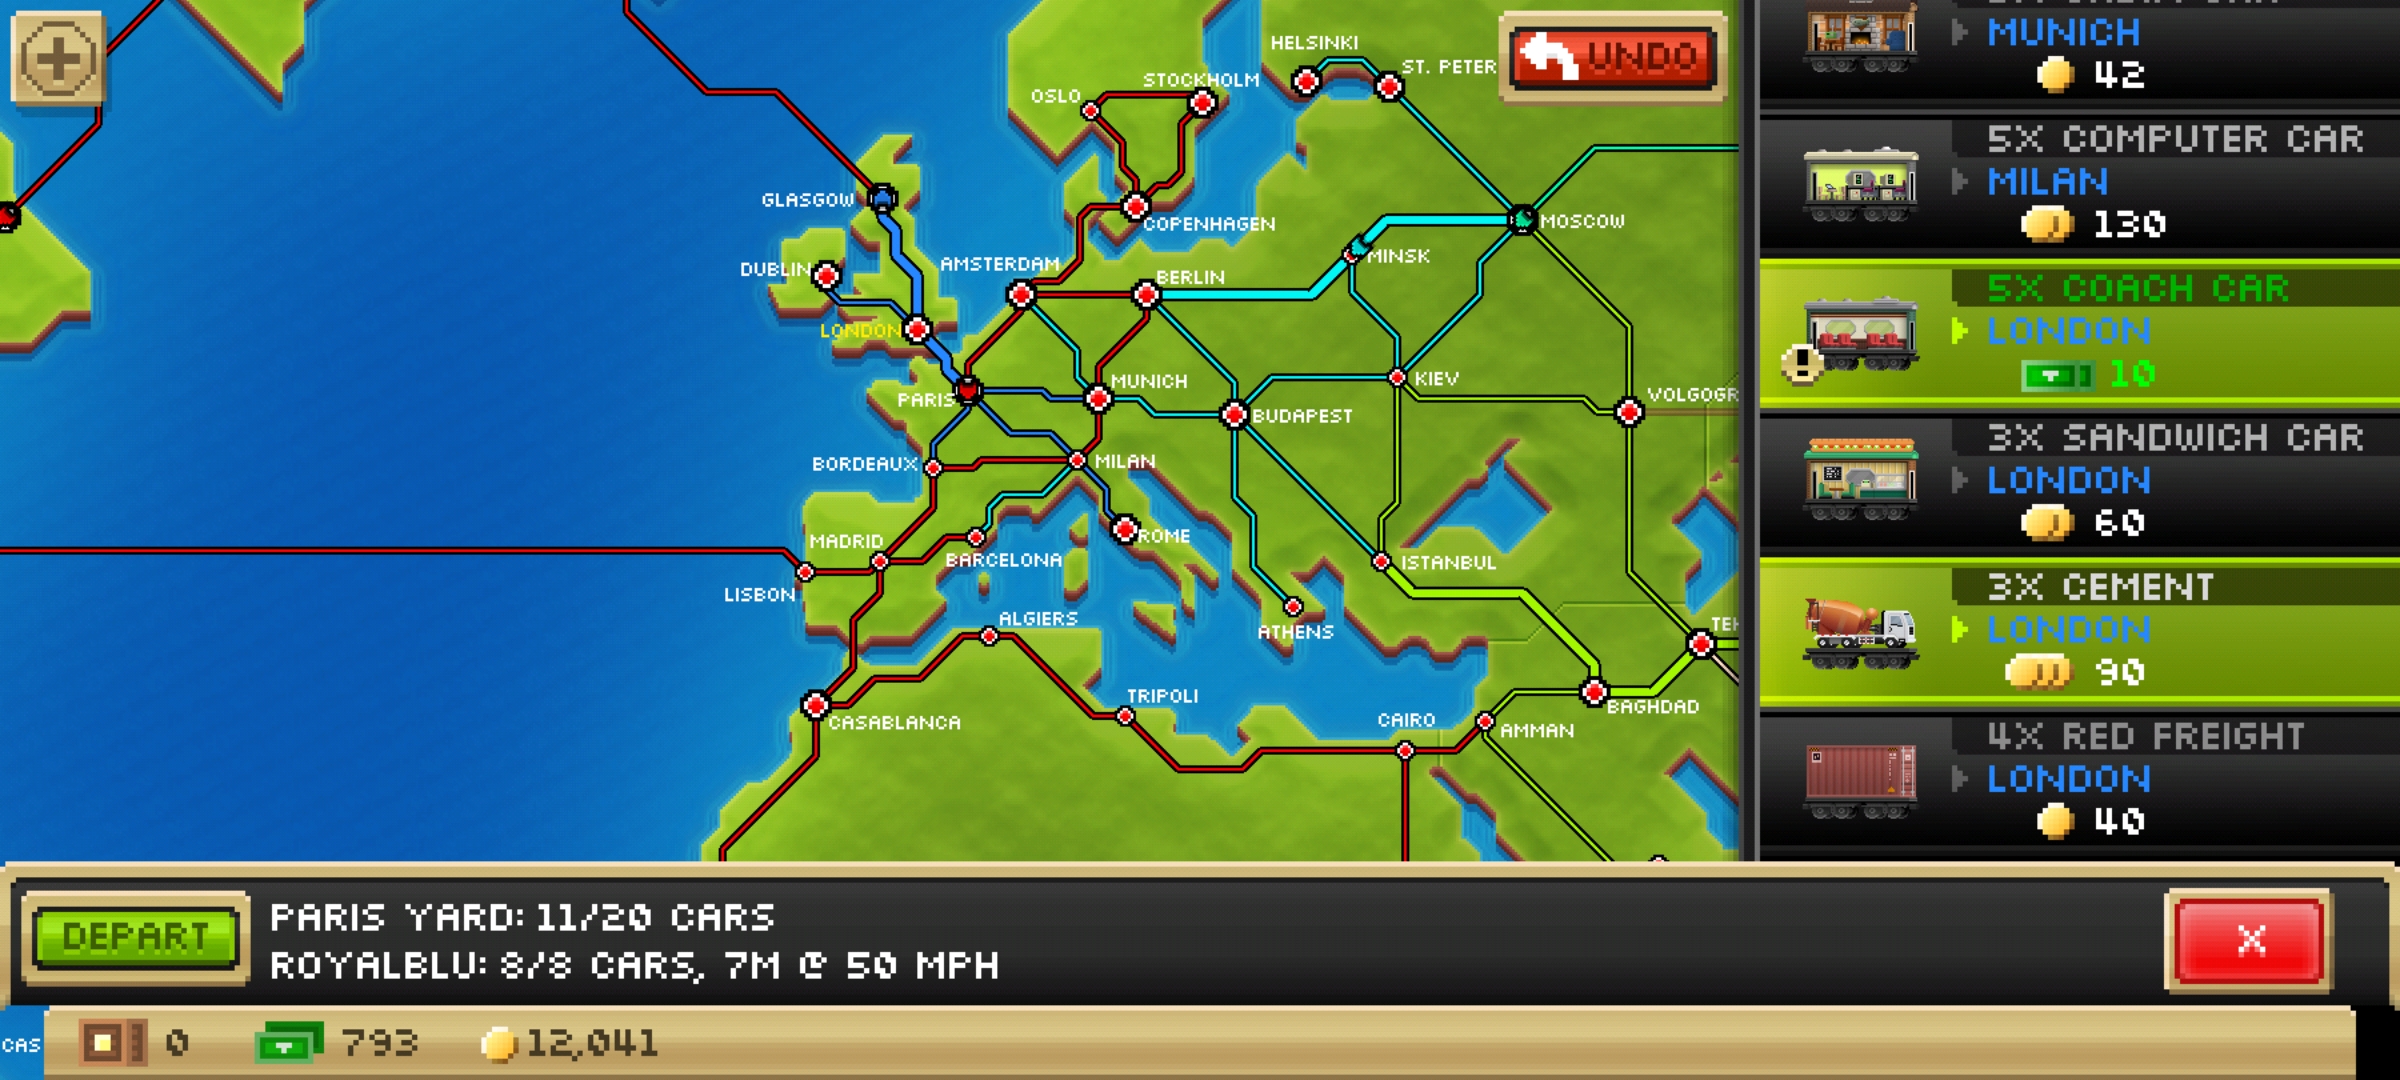 HELSINKI
ST. PETER
UNDO
STOCKHOLM
OSLO
GLASGOW
COPENHAGEN
MOSCOW
MINSK
DUBLIN
AMSTERDAM
BERLIN
LONDON
MUNICH
KIEV
PARIS
VOLGOGR
BUDAPEST
BORDEAUX
MILAN
MADRID
ROME
BARCELONA
ISTANBUL
LISBON
ALGIERS
ATHENS
TEH
TRIPOLI
CASABLANCA
CAIRO
BAGHDAD
AMMAN
MUNICH
42
5X COMPUTER CAR
MILAN
130
5X COACH CAR
LONDON
10
3X SANDWICH CAR
LONDON
60
3X CEMENT
LONDON
90
4X RED FREIGHT
LONDON
40
DEPART
PARIS YARD: 11/20 CARS
ROYALBLU: 8/8 CARS, 7M @ 50 MPH
X
CAS
0
793
12,041